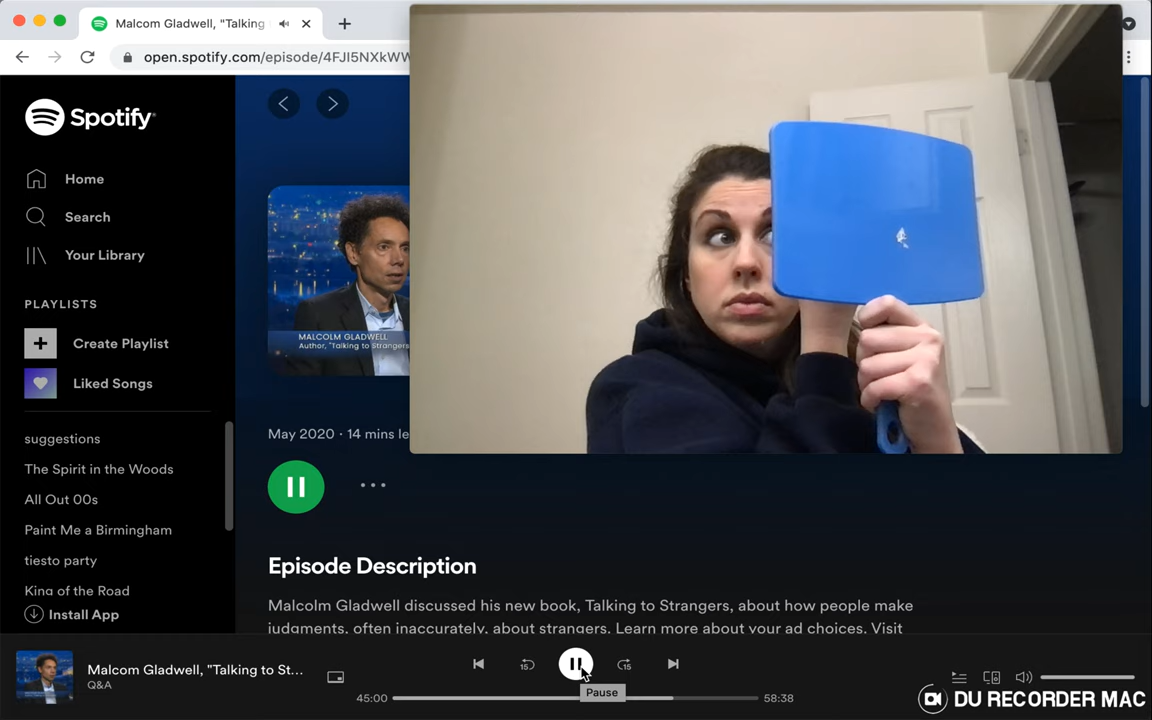 Malcom Gladwell, "Talking
open.spotify.com/episode/4FJI5NXkWW
Spotify
Home
Search
Your Library
PLAYLISTS
Create Playlist
Liked Songs
suggestions
The Spirit in the Woods
All Out 00s
Paint Me a Birmingham
tiesto party
King of the Road
Install App
MALCOLM GLADWELL
Author, "Talking to Strangers
May 2020 · 14 mins le
Episode Description
Malcolm Gladwell discussed his new book, Talking to Strangers, about how people make
judgments, often inaccurately, about strangers. Learn more about your ad choices. Visit
Malcom Gladwell, "Talking to St...
Q&A
15
15
45:00
58:38
Pause
DU RECORDER MAC